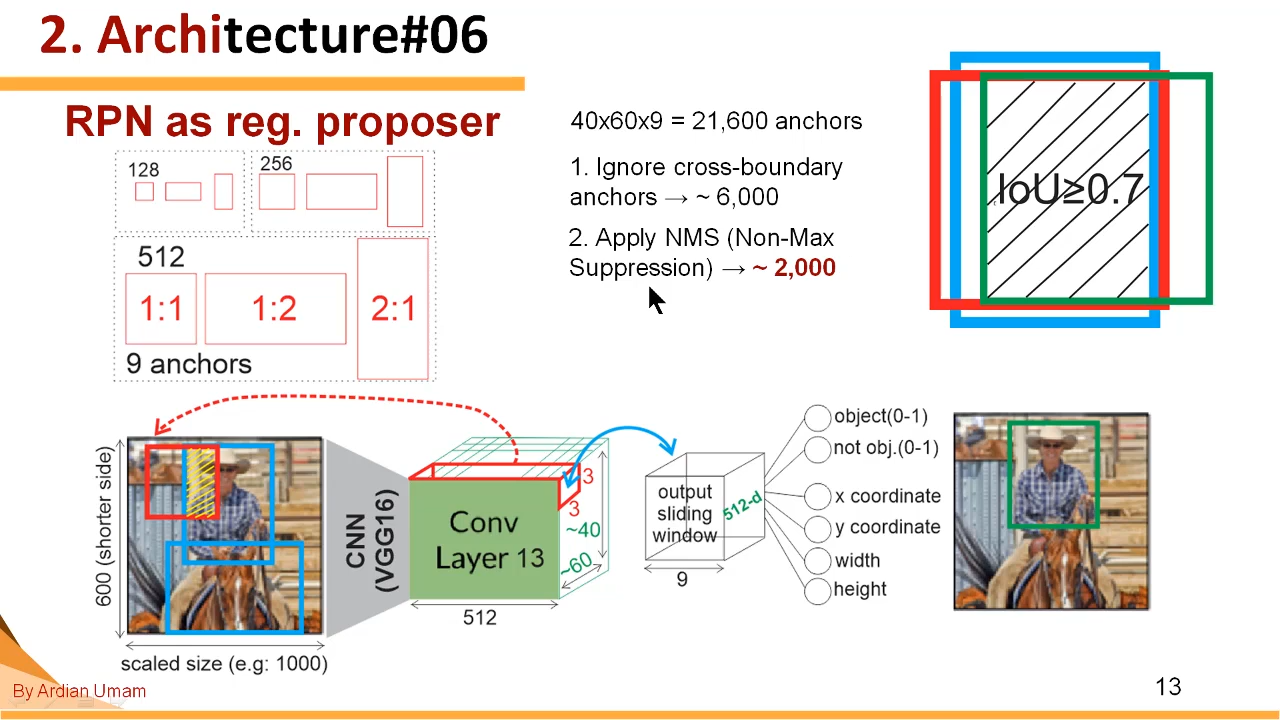 2. Architecture#06
RPN as reg. proposer
128
256
512
1:1
1:2
2:1
9 anchors
40x60x9 = 21,600 anchors
1. Ignore cross-boundary
anchors → ~ 6,000
2. Apply NMS (Non-Max
Suppression) → ~ 2,000
IoU≥0.7
600 (shorter side)
scaled size (e.g: 1000)
CNN
(VGG16)
Conv
Layer 13
3
3
~40
~60
512
output
sliding
window
512-d
9
object(0-1)
not obj.(0-1)
x coordinate
y coordinate
width
height
By Ardian Umam
13